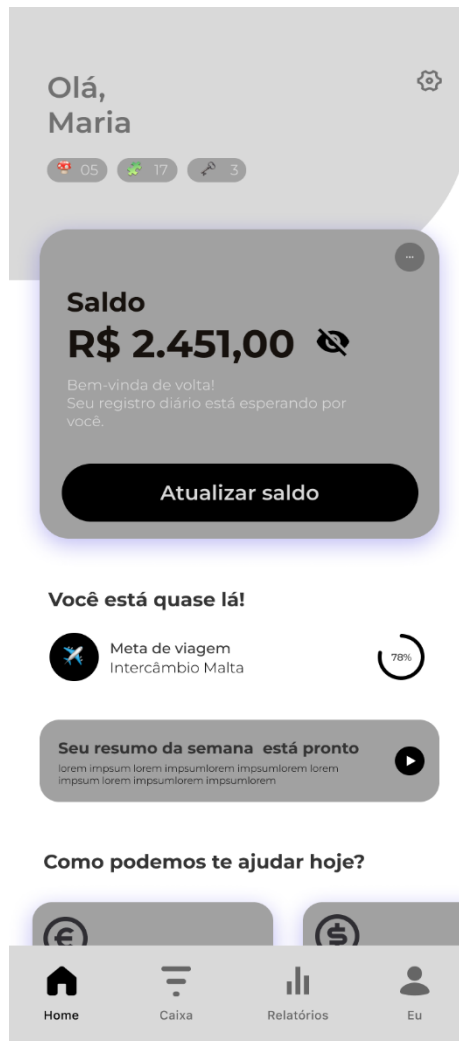 Olá,
Maria
05 17 3
...
Saldo
R$ 2.451,00
Bem-vinda de volta!
Seu registro diário está esperando por
você.
Atualizar saldo
Você está quase lá!
Meta de viagem
Intercâmbio Malta
78%
Seu resumo da semana está pronto
lorem impsum lorem impsumlorem impsumlorem lorem
impsum lorem impsumlorem impsumlorem
Como podemos te ajudar hoje?
€ $
Home Caixa Relatórios Eu